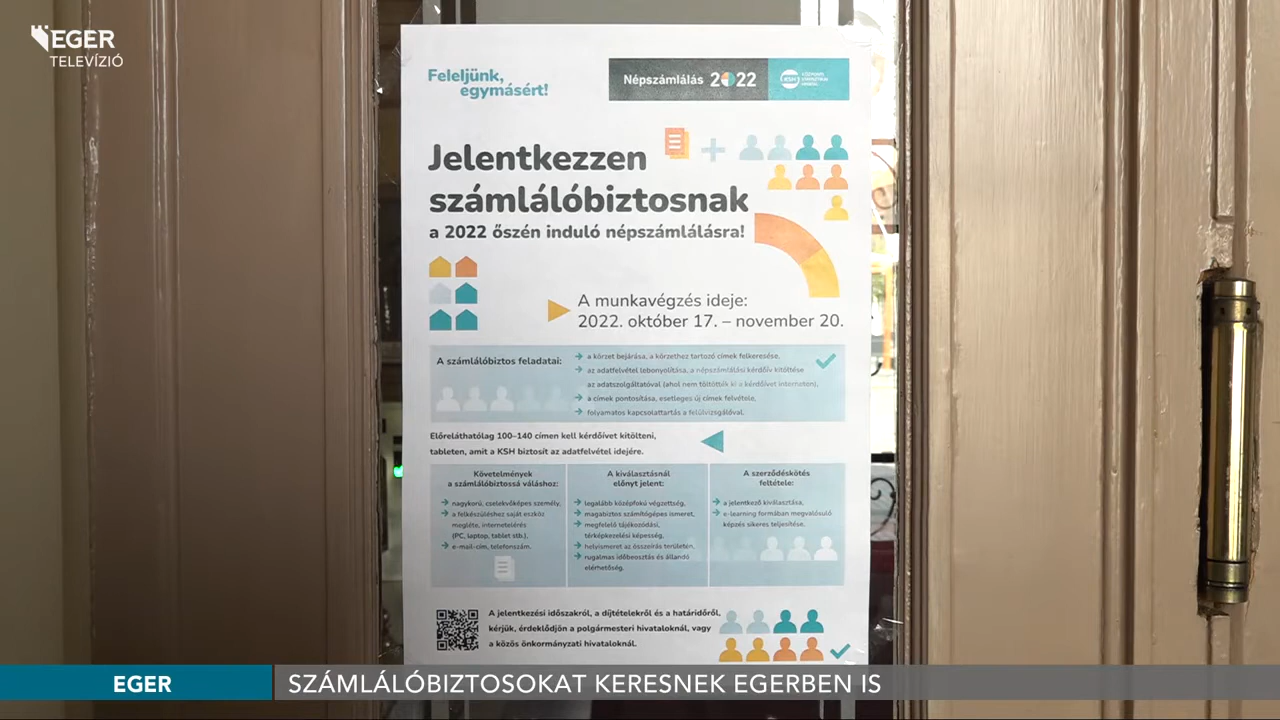 EGER
TELEVÍZIÓ
Feleljünk,
egymásért!
Népszámlálás 2022
KSH KÖZPONTI
STATISZTIKAI
HIVATAL
Jelentkezzen
számlálóbiztosnak
a 2022 őszén induló népszámlálásra!
A munkavégzés ideje:
2022. október 17. – november 20.
A számlálóbiztos feladatai:
a körzet bejárása, a körzethez tartozó címek felkeresése,
az adatfelvétel lebonyolítása, a népszámlálási kérdőív kitöltése
az adatszolgáltatóval (ahol nem töltötték ki a kérdőívet interneten),
a címek pontosítása, esetleges új címek felvétele,
folyamatos kapcsolattartás a felülvizsgálóval.
Előreláthatólag 100–140 címen kell kérdőívet kitölteni,
tableten, amit a KSH biztosít az adatfelvétel idejére.
Követelmények
a számlálóbiztossá váláshoz:
nagykorú, cselekvőképes személy,
a felkészüléshez saját eszköz
megléte, internetelérés
(PC, laptop, tablet stb.),
e-mail-cím, telefonszám.
A kiválasztásnál
előnyt jelent:
legalább középfokú végzettség,
magabiztos számítógépes ismeret,
megfelelő tájékozódási,
térképkezelési képesség,
helyismeret az összeírás területén,
rugalmas időbeosztás és állandó
elérhetőség.
A szerződéskötés
feltétele:
a jelentkező kiválasztása,
e-learning formában megvalósuló
képzés sikeres teljesítése.
A jelentkezési időszakról, a díjtételekről és a határidőről,
kérjük, érdeklődjön a polgármesteri hivataloknál, vagy
a közös önkormányzati hivataloknál.
EGER
SZÁMLÁLÓBIZTOSOKAT KERESNEK EGERBEN IS